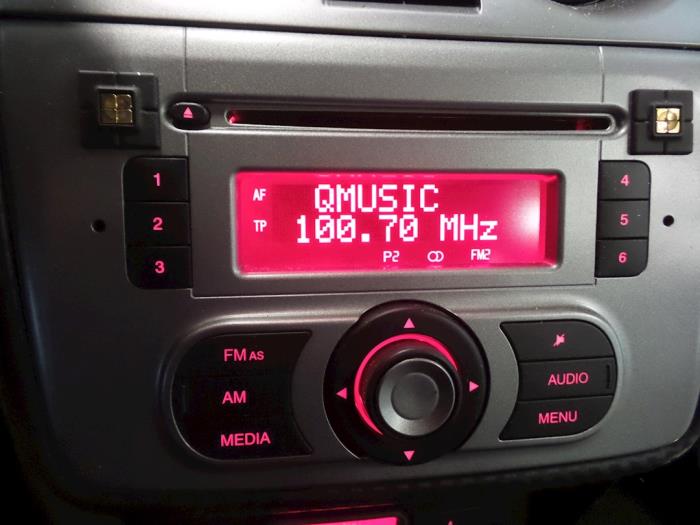 AF QMUSIC
TP 100.70 MHz
P2 FM2
1
2
3
4
5
6
FM AS
AM
MEDIA
AUDIO
MENU